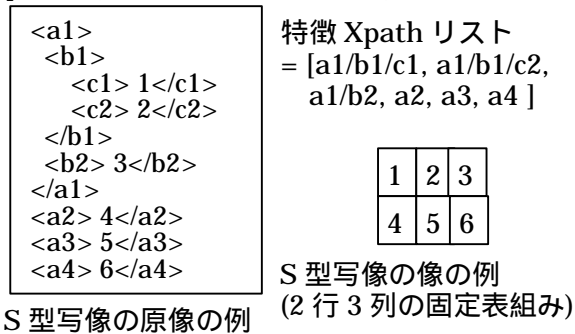 <a1>
<b1>
<c1> 1</c1>
<c2> 2</c2>
</b1>
<b2> 3</b2>
</a1>
<a2> 4</a2>
<a3> 5</a3>
<a4> 6</a4>
S 型写像の原像の例
特徴 Xpath リスト
= [a1/b1/c1, a1/b1/c2,
a1/b2, a2, a3, a4 ]
1 2 3
4 5 6
S 型写像の像の例
(2 行 3 列の固定表組み)